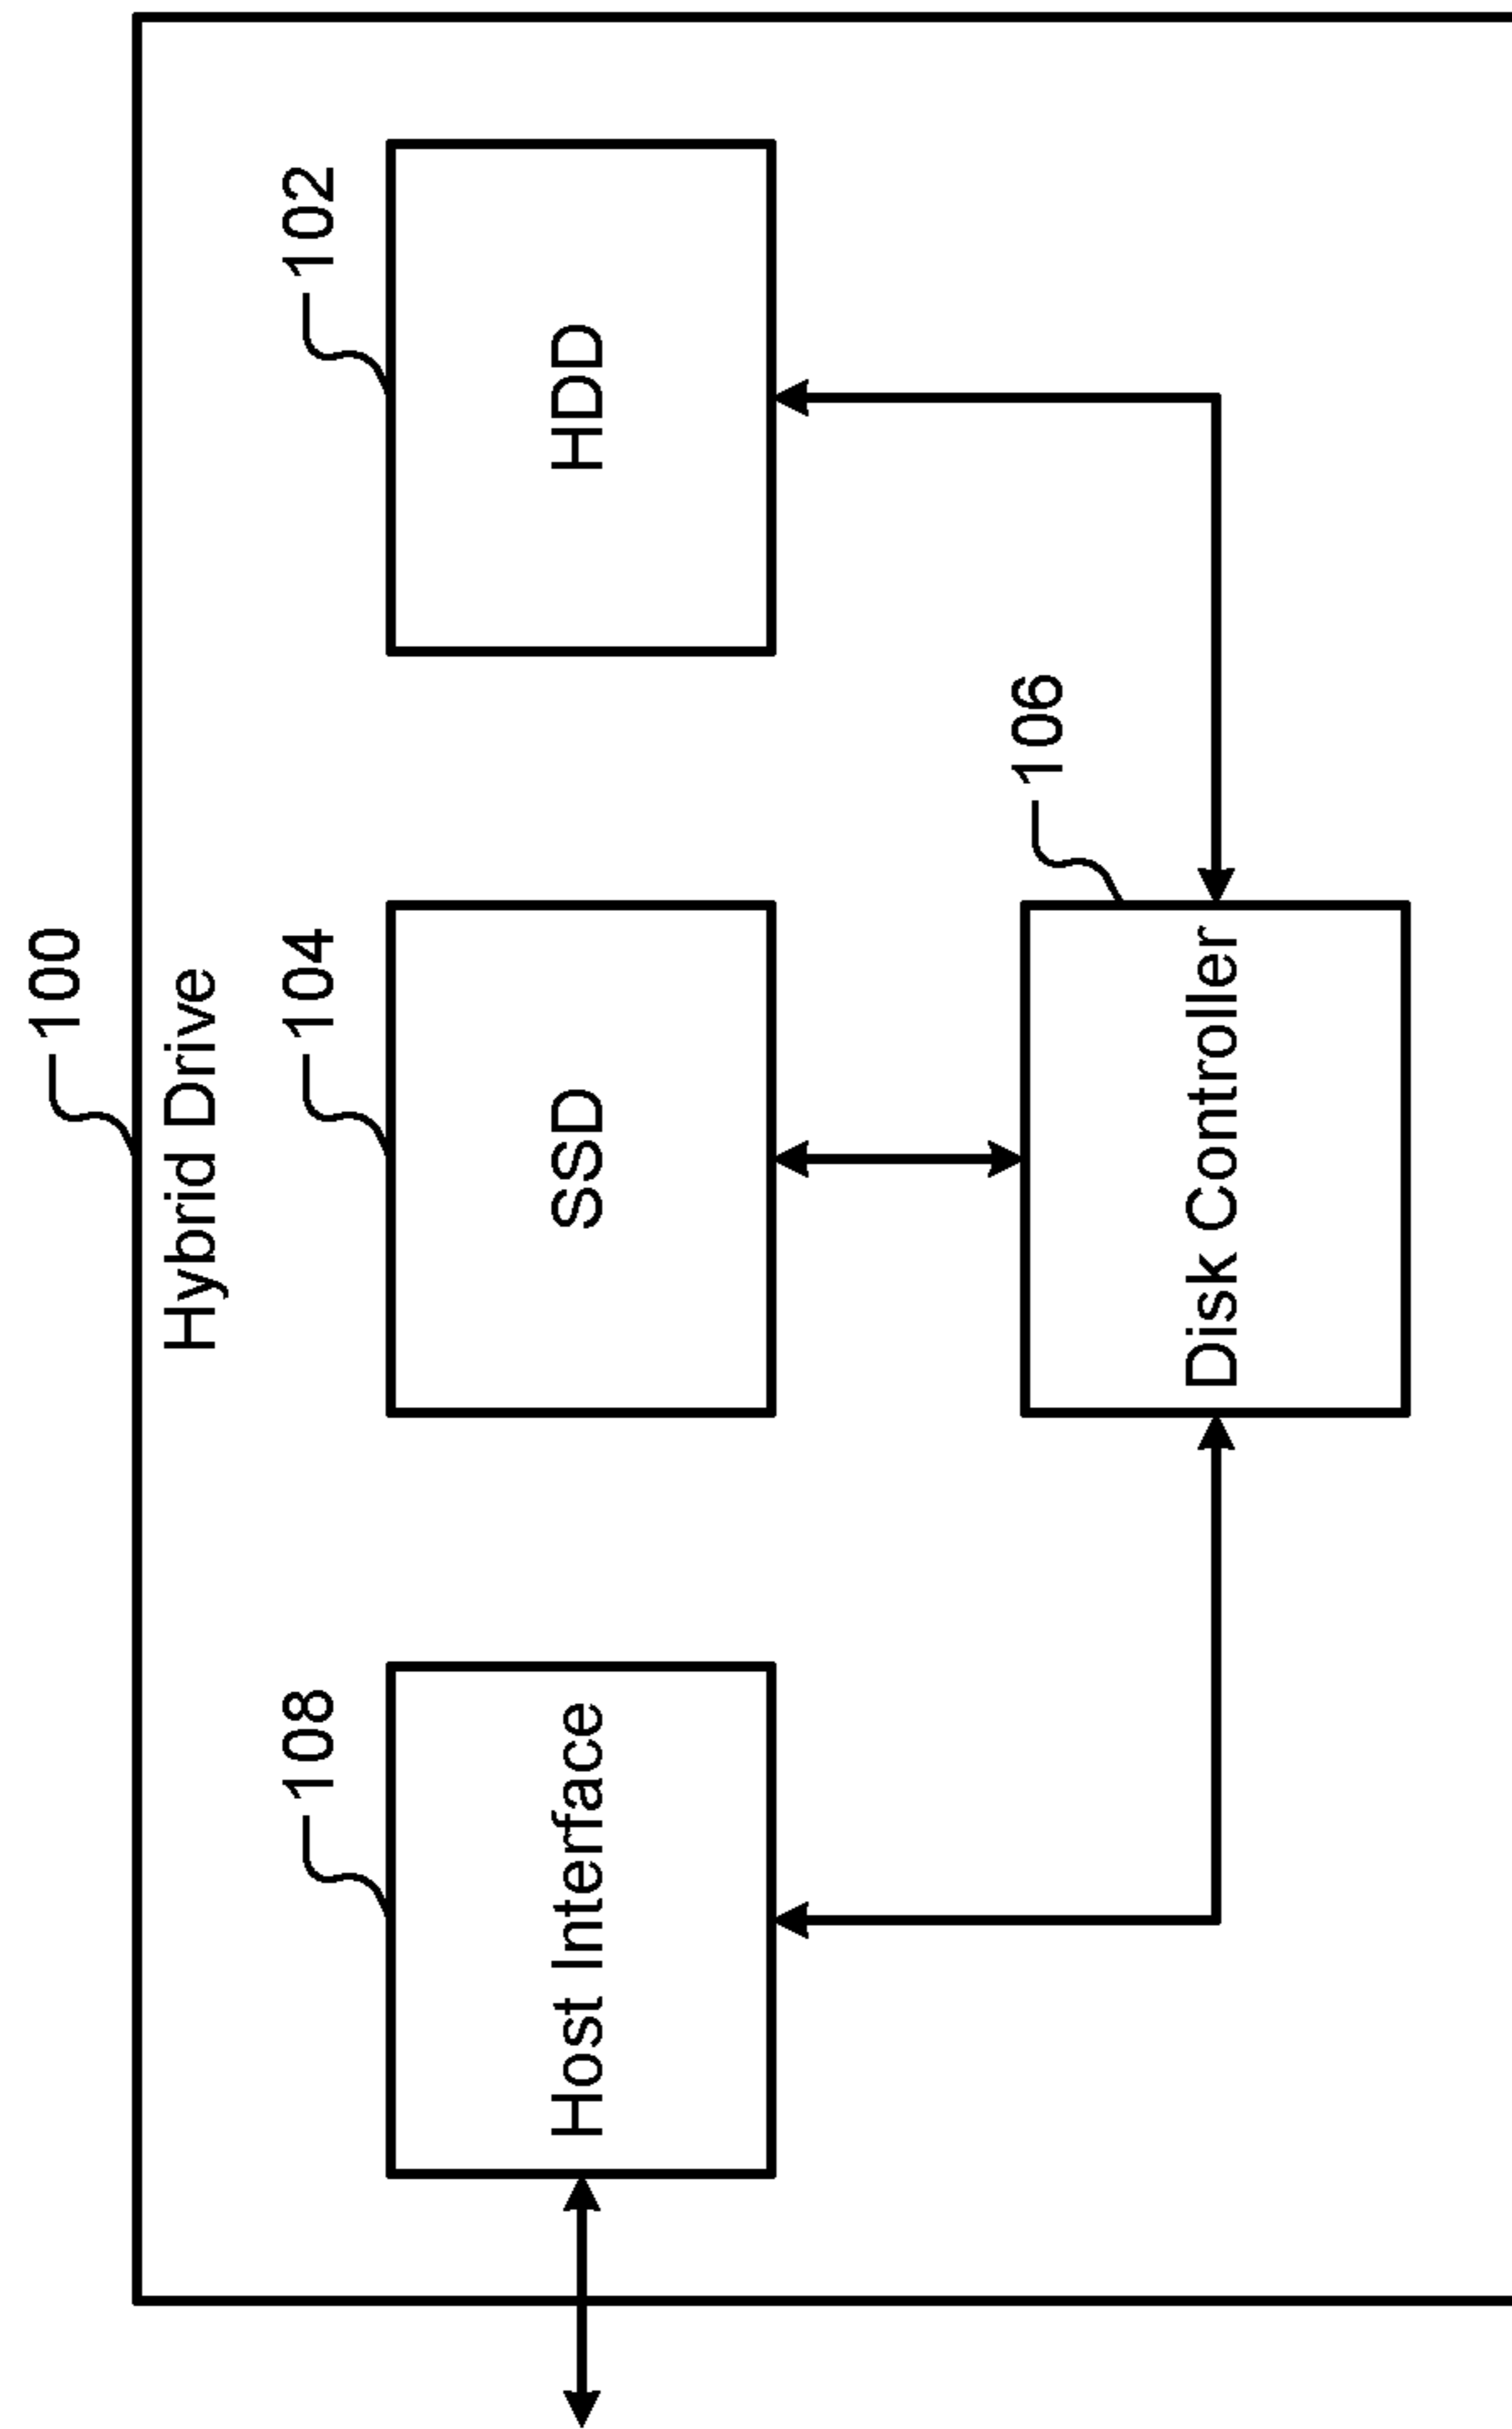 100
Hybrid Drive
108
104
102
Host Interface
SSD
HDD
106
Disk Controller